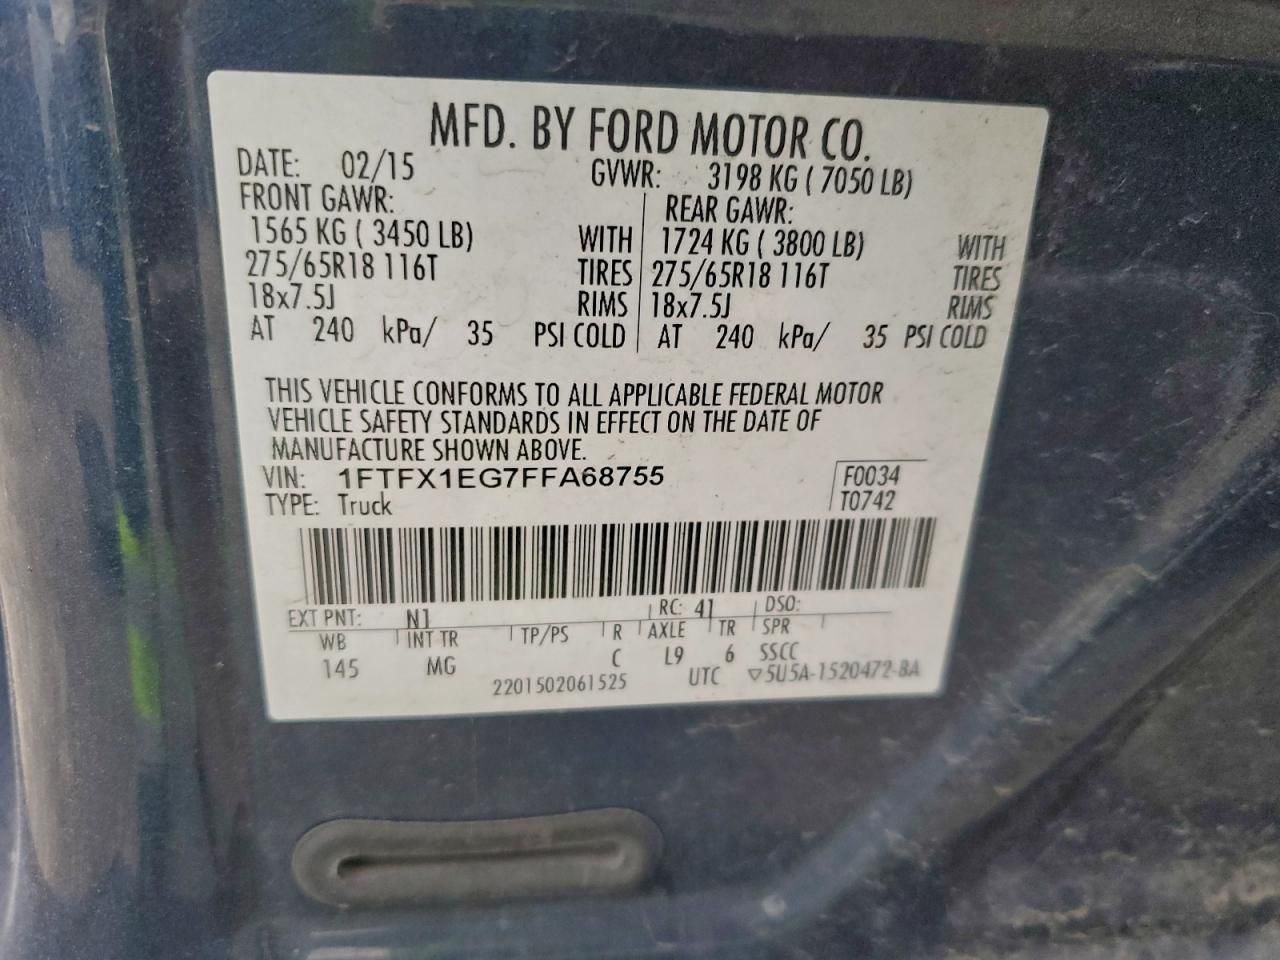 MFD. BY FORD MOTOR CO.
DATE: 02/15 GVWR: 3198 KG ( 7050 LB)
FRONT GAWR: REAR GAWR:
1565 KG ( 3450 LB) WITH 1724 KG ( 3800 LB) WITH
275/65R18 116T TIRES 275/65R18 116T TIRES
18x7.5J RIMS 18x7.5J RIMS
AT 240 kPa/ 35 PSI COLD AT 240 kPa/ 35 PSI COLD
THIS VEHICLE CONFORMS TO ALL APPLICABLE FEDERAL MOTOR
VEHICLE SAFETY STANDARDS IN EFFECT ON THE DATE OF
MANUFACTURE SHOWN ABOVE.
VIN: 1FTFX1EG7FFA68755 F0034
TYPE: Truck T0742
EXT PNT: N1 RC: 41 DSO:
WB INT TR TP/PS R AXLE TR SPR
145 MG C L9 6 SSCC
2201502061525 UTC ▽5U5A-1520472-BA